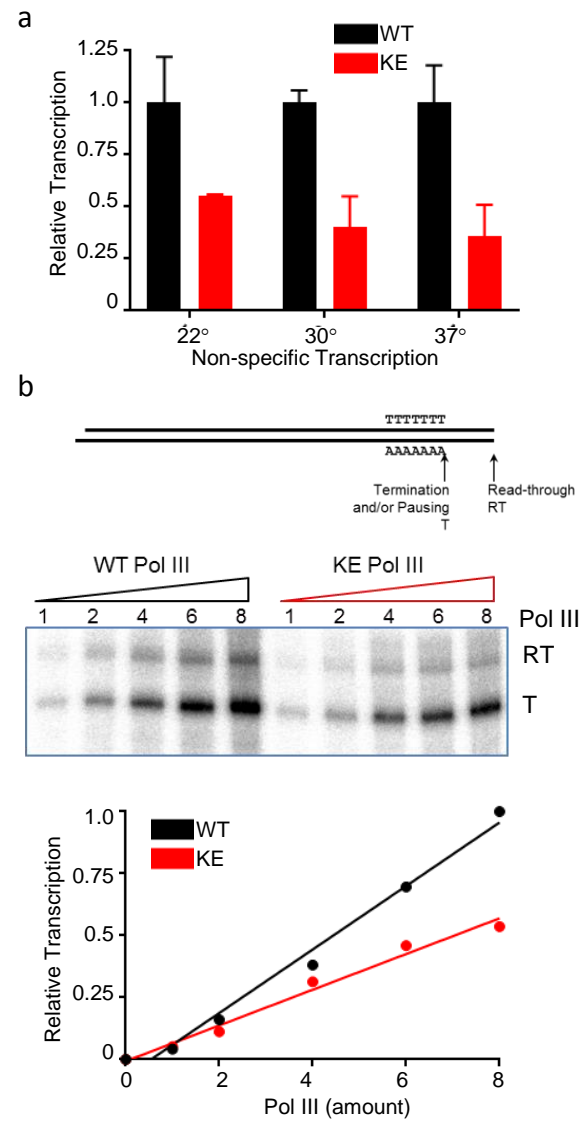 a
WT
KE
1.25
1.0
0.75
0.5
0.25
0
Relative Transcription
22° 30° 37°
Non-specific Transcription
b
TTTTTTT
AAAAAAA
Termination
and/or Pausing
T
Read-through
RT
WT Pol III KE Pol III
1 2 4 6 8 1 2 4 6 8 Pol III
RT
T
WT
KE
1.0
0.75
0.5
0.25
0
Relative Transcription
0 2 4 6 8
Pol III (amount)